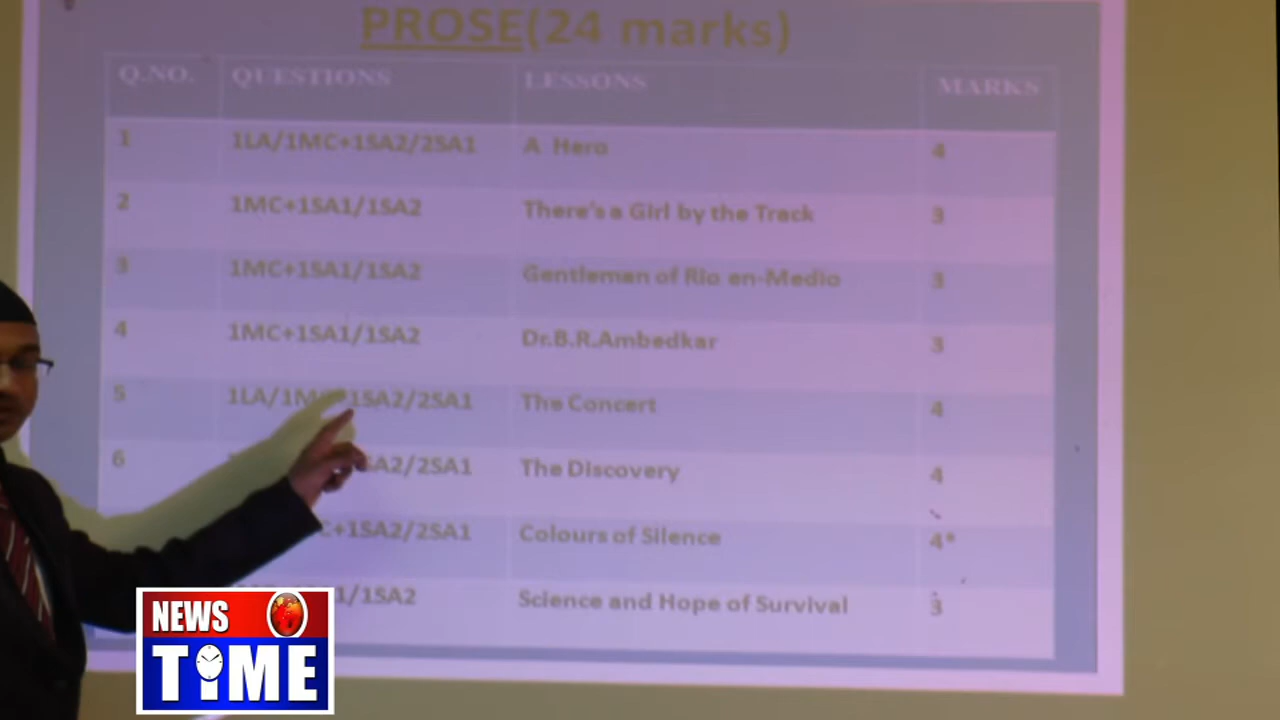 PROSE(24 marks)
Q.NO. QUESTIONS LESSONS MARKS
1 1LA/1MC+1SA2/2SA1 A Hero 4
2 1MC+1SA1/1SA2 There's a Girl by the Track 3
3 1MC+1SA1/1SA2 Gentleman of Rio en-Medio 3
4 1MC+1SA1/1SA2 Dr.B.R.Ambedkar 3
5 1LA/1M 1SA2/2SA1 The Concert 4
6 SA2/2SA1 The Discovery 4
C+1SA2/2SA1 Colours of Silence 4*
1/1SA2 Science and Hope of Survival 3
NEWS
TIME